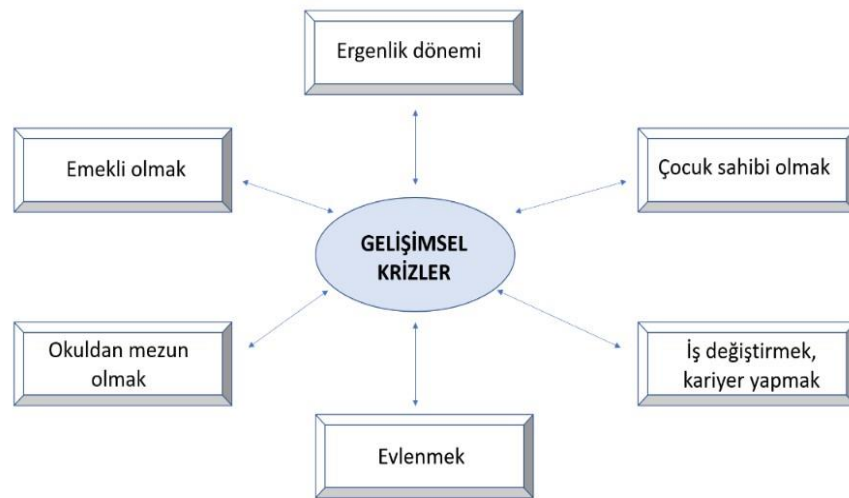 Ergenlik dönemi
Emekli olmak
Çocuk sahibi olmak
GELİŞİMSEL
KRİZLER
Okuldan mezun
olmak
İş değiştirmek,
kariyer yapmak
Evlenmek